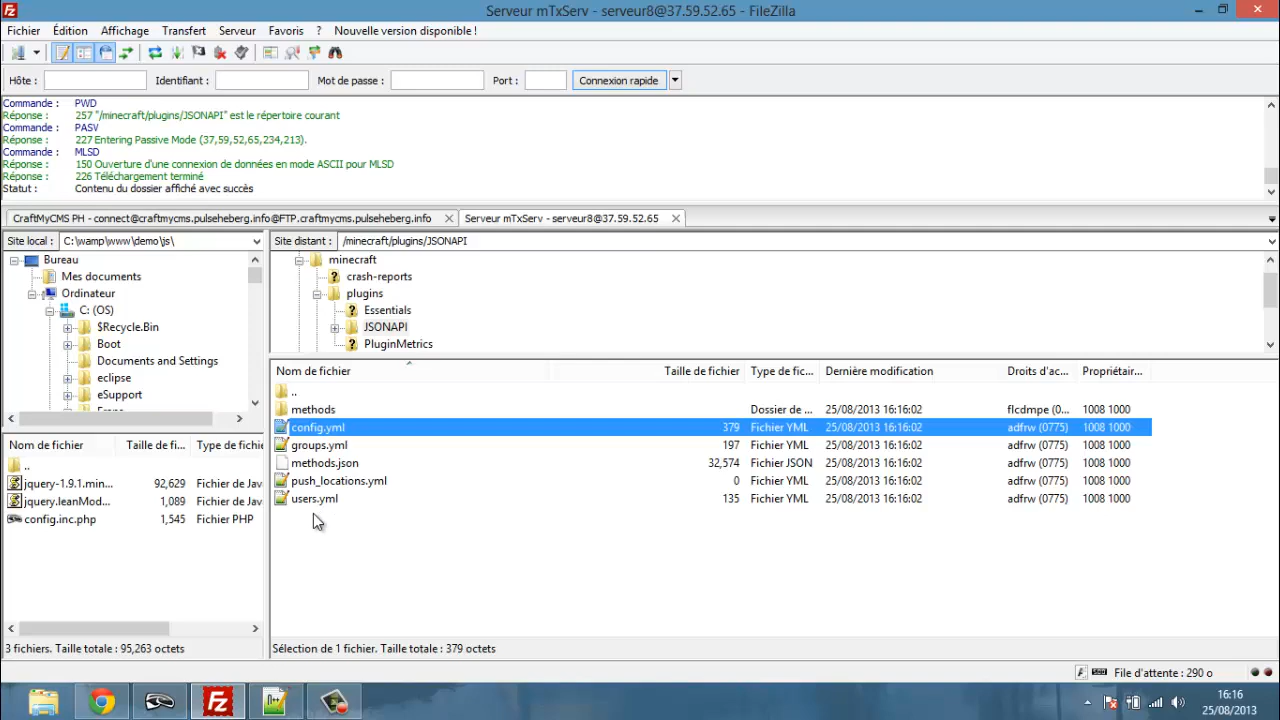 Serveur mTxServ - serveur8@37.59.52.65 - FileZilla
Fichier Édition Affichage Transfert Serveur Favoris ? Nouvelle version disponible !
Hôte : Identifiant : Mot de passe : Port : Connexion rapide
Commande : PWD
Réponse : 257 "/minecraft/plugins/JSONAPI" est le répertoire courant
Commande : PASV
Réponse : 227 Entering Passive Mode (37,59,52,65,234,213).
Commande : MLSD
Réponse : 150 Ouverture d'une connexion de données en mode ASCII pour MLSD
Réponse : 226 Téléchargement terminé
Statut : Contenu du dossier affiché avec succès
CraftMyCMS PH - connect@craftmycms.pulseheberg.info@FTP.craftmycms.pulseheberg.info Serveur mTxServ - serveur8@37.59.52.65
Site local : C:\wamp\www\demo\js\
Bureau
Mes documents
Ordinateur
C: (OS)
$Recycle.Bin
Boot
Documents and Settings
eclipse
eSupport
Nom de fichier Taille de fi... Type de fichie
..
jquery-1.9.1.min... 92,629 Fichier de Jav
jquery.leanMod... 1,089 Fichier de Jav
config.inc.php 1,545 Fichier PHP
3 fichiers. Taille totale : 95,263 octets
Site distant : /minecraft/plugins/JSONAPI
minecraft
crash-reports
plugins
Essentials
JSONAPI
PluginMetrics
Nom de fichier Taille de fichier Type de fic... Dernière modification Droits d'ac... Propriétair...
..
methods Dossier de ... 25/08/2013 16:16:02 flcdmpe (0... 1008 1000
config.yml 379 Fichier YML 25/08/2013 16:16:02 adfrw (0775) 1008 1000
groups.yml 197 Fichier YML 25/08/2013 16:16:02 adfrw (0775) 1008 1000
methods.json 32,574 Fichier JSON 25/08/2013 16:16:02 adfrw (0775) 1008 1000
push_locations.yml 0 Fichier YML 25/08/2013 16:16:02 adfrw (0775) 1008 1000
users.yml 135 Fichier YML 25/08/2013 16:16:02 adfrw (0775) 1008 1000
Sélection de 1 fichier. Taille totale : 379 octets
File d'attente : 290 o
16:16
25/08/2013